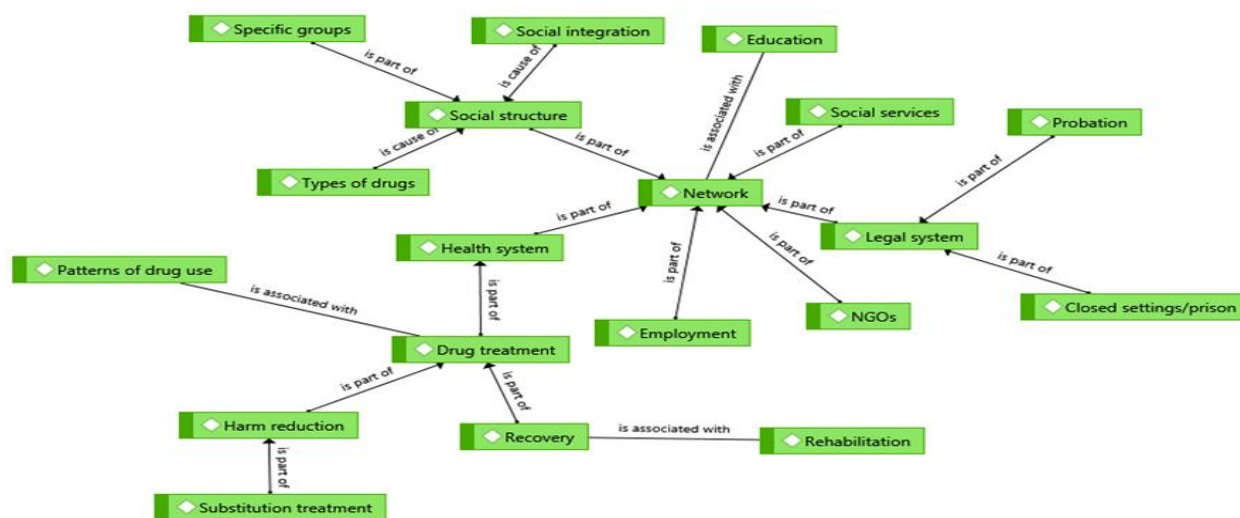 Specific groups
Social integration
Education
is part of
is cause of
is associated with
Social structure
Social services
Probation
is cause of
is part of
is part of
is part of
Types of drugs
Network
is part of
is part of
Legal system
Health system
is part of
is part of
is part of
Patterns of drug use
is associated with
is part of
Employment
NGOs
Closed settings/prison
Drug treatment
is part of
is part of
Harm reduction
Recovery
is associated with
Rehabilitation
is part of
Substitution treatment